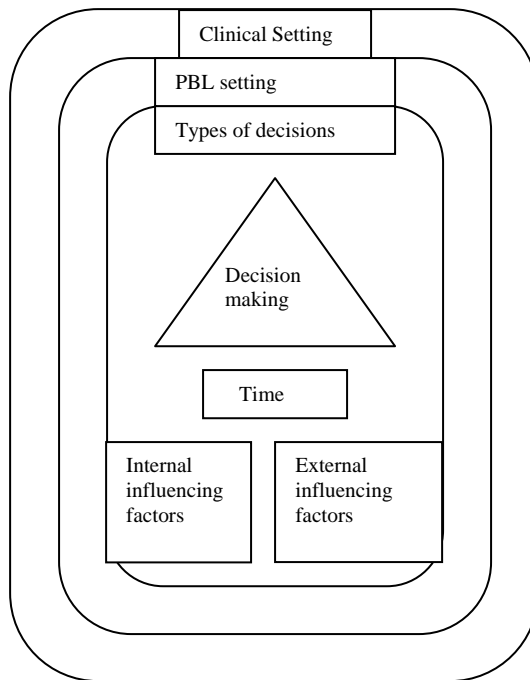 Clinical Setting
PBL setting
Types of decisions
Decision
making
Time
Internal
influencing
factors
External
influencing
factors